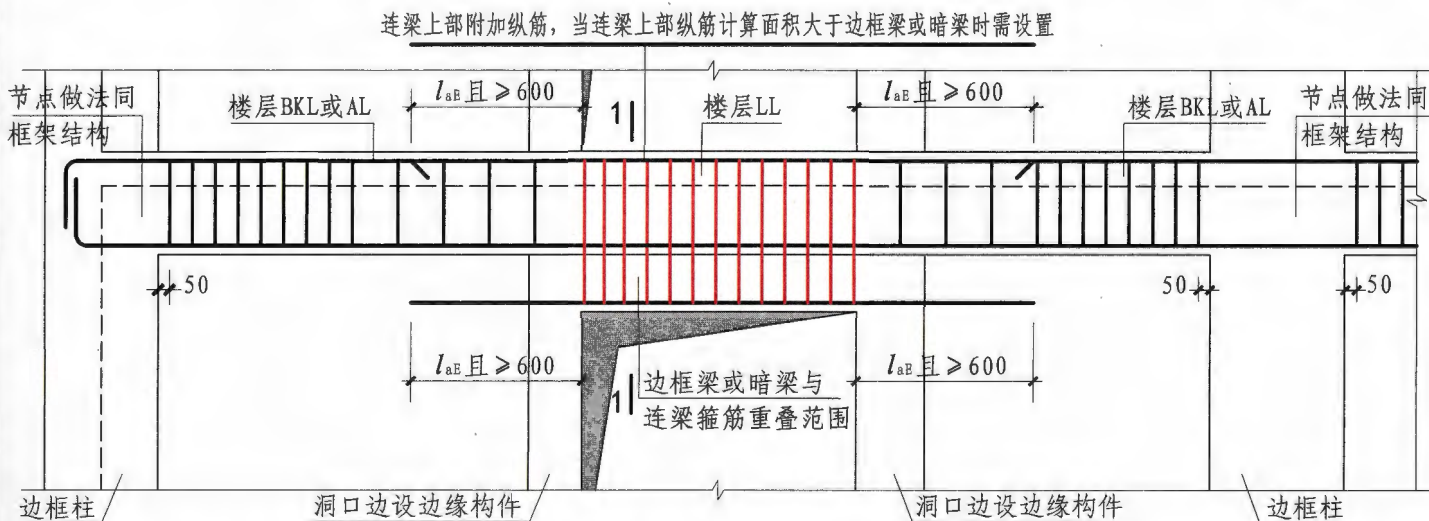 连梁上部附加纵筋，当连梁上部纵筋计算面积大于边框梁或暗梁时需设置
节点做法同
框架结构
楼层BKL或AL
laE且≥600
1
楼层LL
laE且≥600
楼层BKL或AL
节点做法同
框架结构
50
50
50
laE且≥600
1
边框梁或暗梁与
连梁箍筋重叠范围
laE且≥600
边框柱
洞口边设边缘构件
洞口边设边缘构件
边框柱